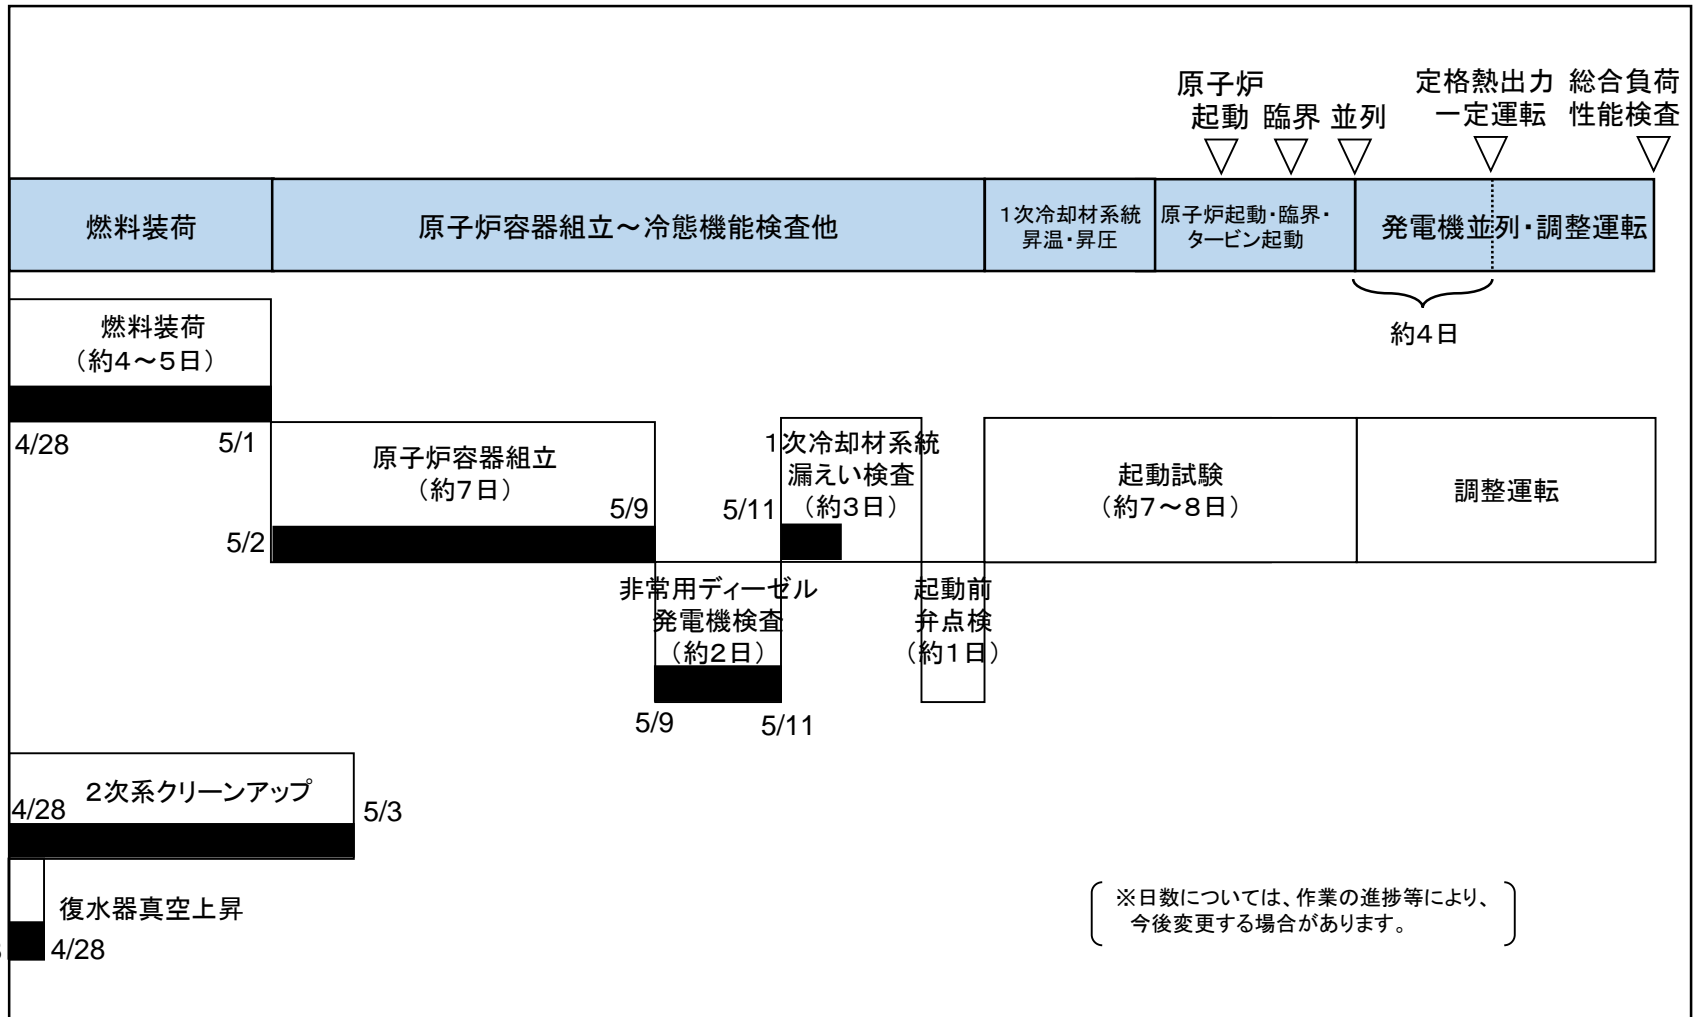 原子炉
起動
臨界
並列
定格熱出力
一定運転
総合負荷
性能検査
燃料装荷
原子炉容器組立～冷態機能検査他
1次冷却材系統
昇温・昇圧
原子炉起動・臨界・
タービン起動
発電機並列・調整運転
約4日
燃料装荷
（約4～5日）
4/28
5/1
原子炉容器組立
（約7日）
5/2
5/9
1次冷却材系統
漏えい検査
（約3日）
5/11
起動試験
（約7～8日）
調整運転
非常用ディーゼル
発電機検査
（約2日）
5/9
5/11
起動前
弁点検
（約1日）
2次系クリーンアップ
4/28
5/3
復水器真空上昇
4/28
※日数については、作業の進捗等により、
今後変更する場合があります。